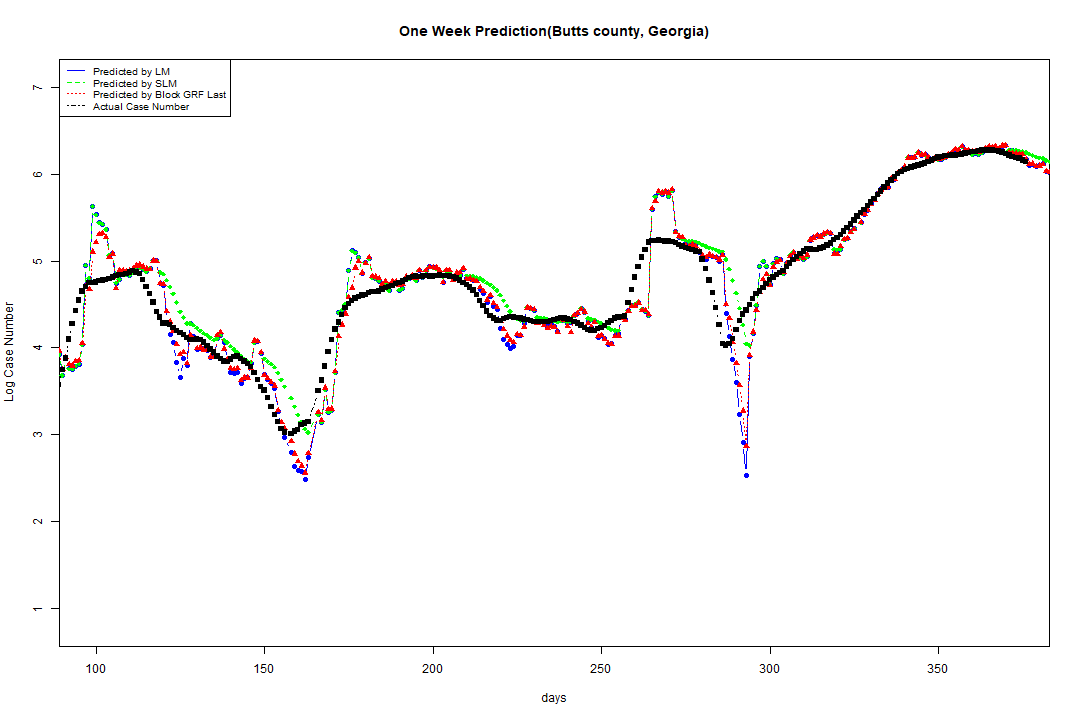 One Week Prediction(Butts county, Georgia)
Predicted by LM
Predicted by SLM
Predicted by Block GRF Last
Actual Case Number
7
6
5
4
3
2
1
Log Case Number
100 150 200 250 300 350
days